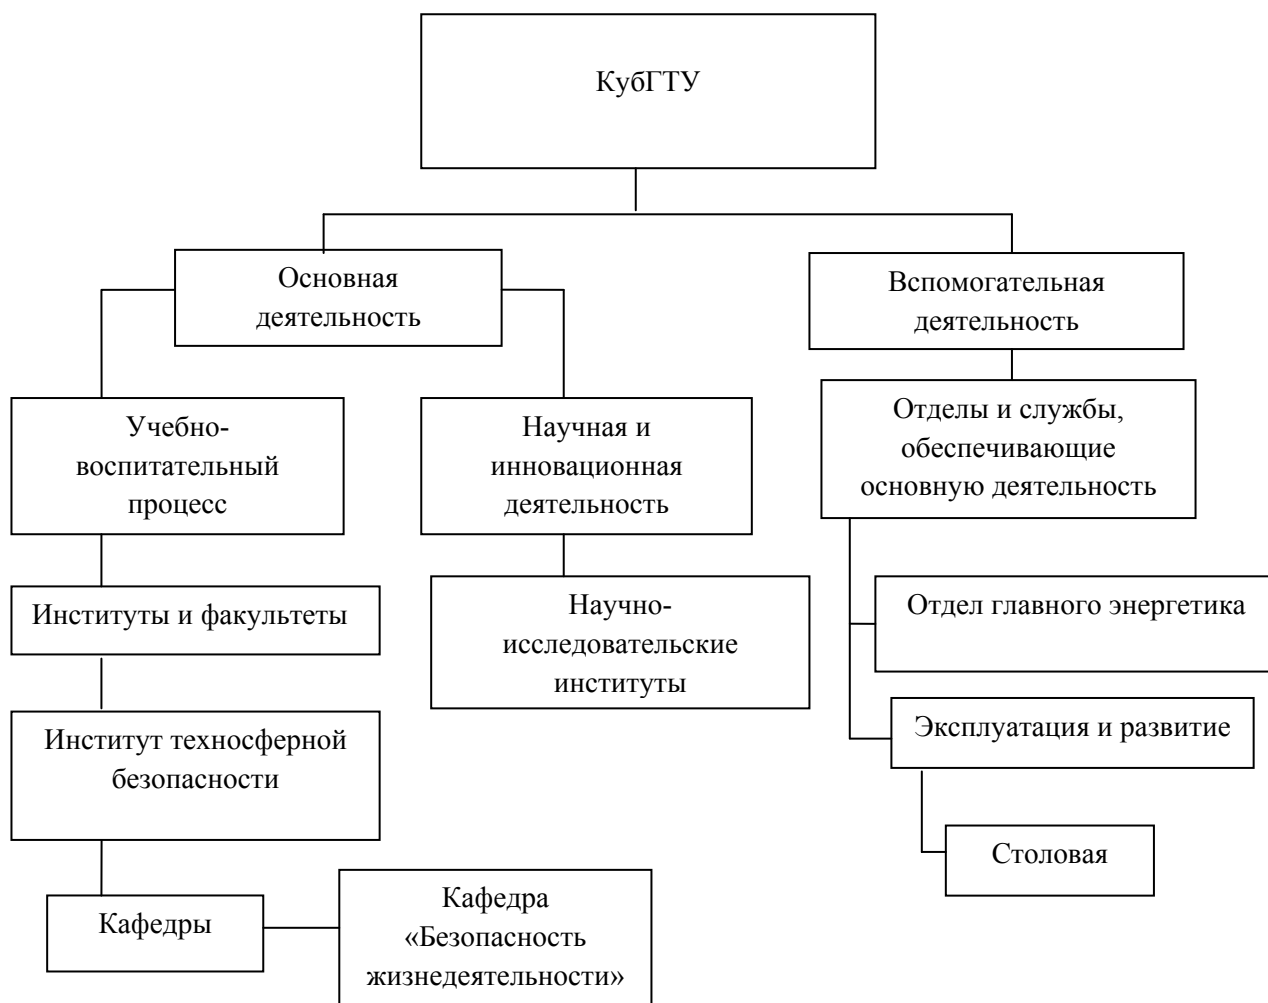 КубГТУ
Основная
деятельность
Вспомогательная
деятельность
Учебно-
воспитательный
процесс
Научная и
инновационная
деятельность
Отделы и службы,
обеспечивающие
основную деятельность
Институты и факультеты
Научно-
исследовательские
институты
Отдел главного энергетика
Институт техносферной
безопасности
Эксплуатация и развитие
Столовая
Кафедры
Кафедра
«Безопасность
жизнедеятельности»